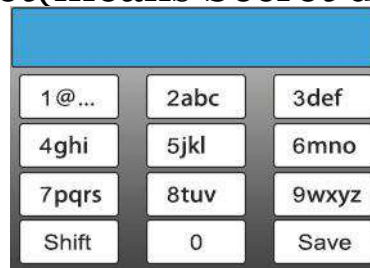 1@... 2abc 3def
4ghi 5jkl 6mno
7pqrs 8tuv 9wxyz
Shift 0 Save